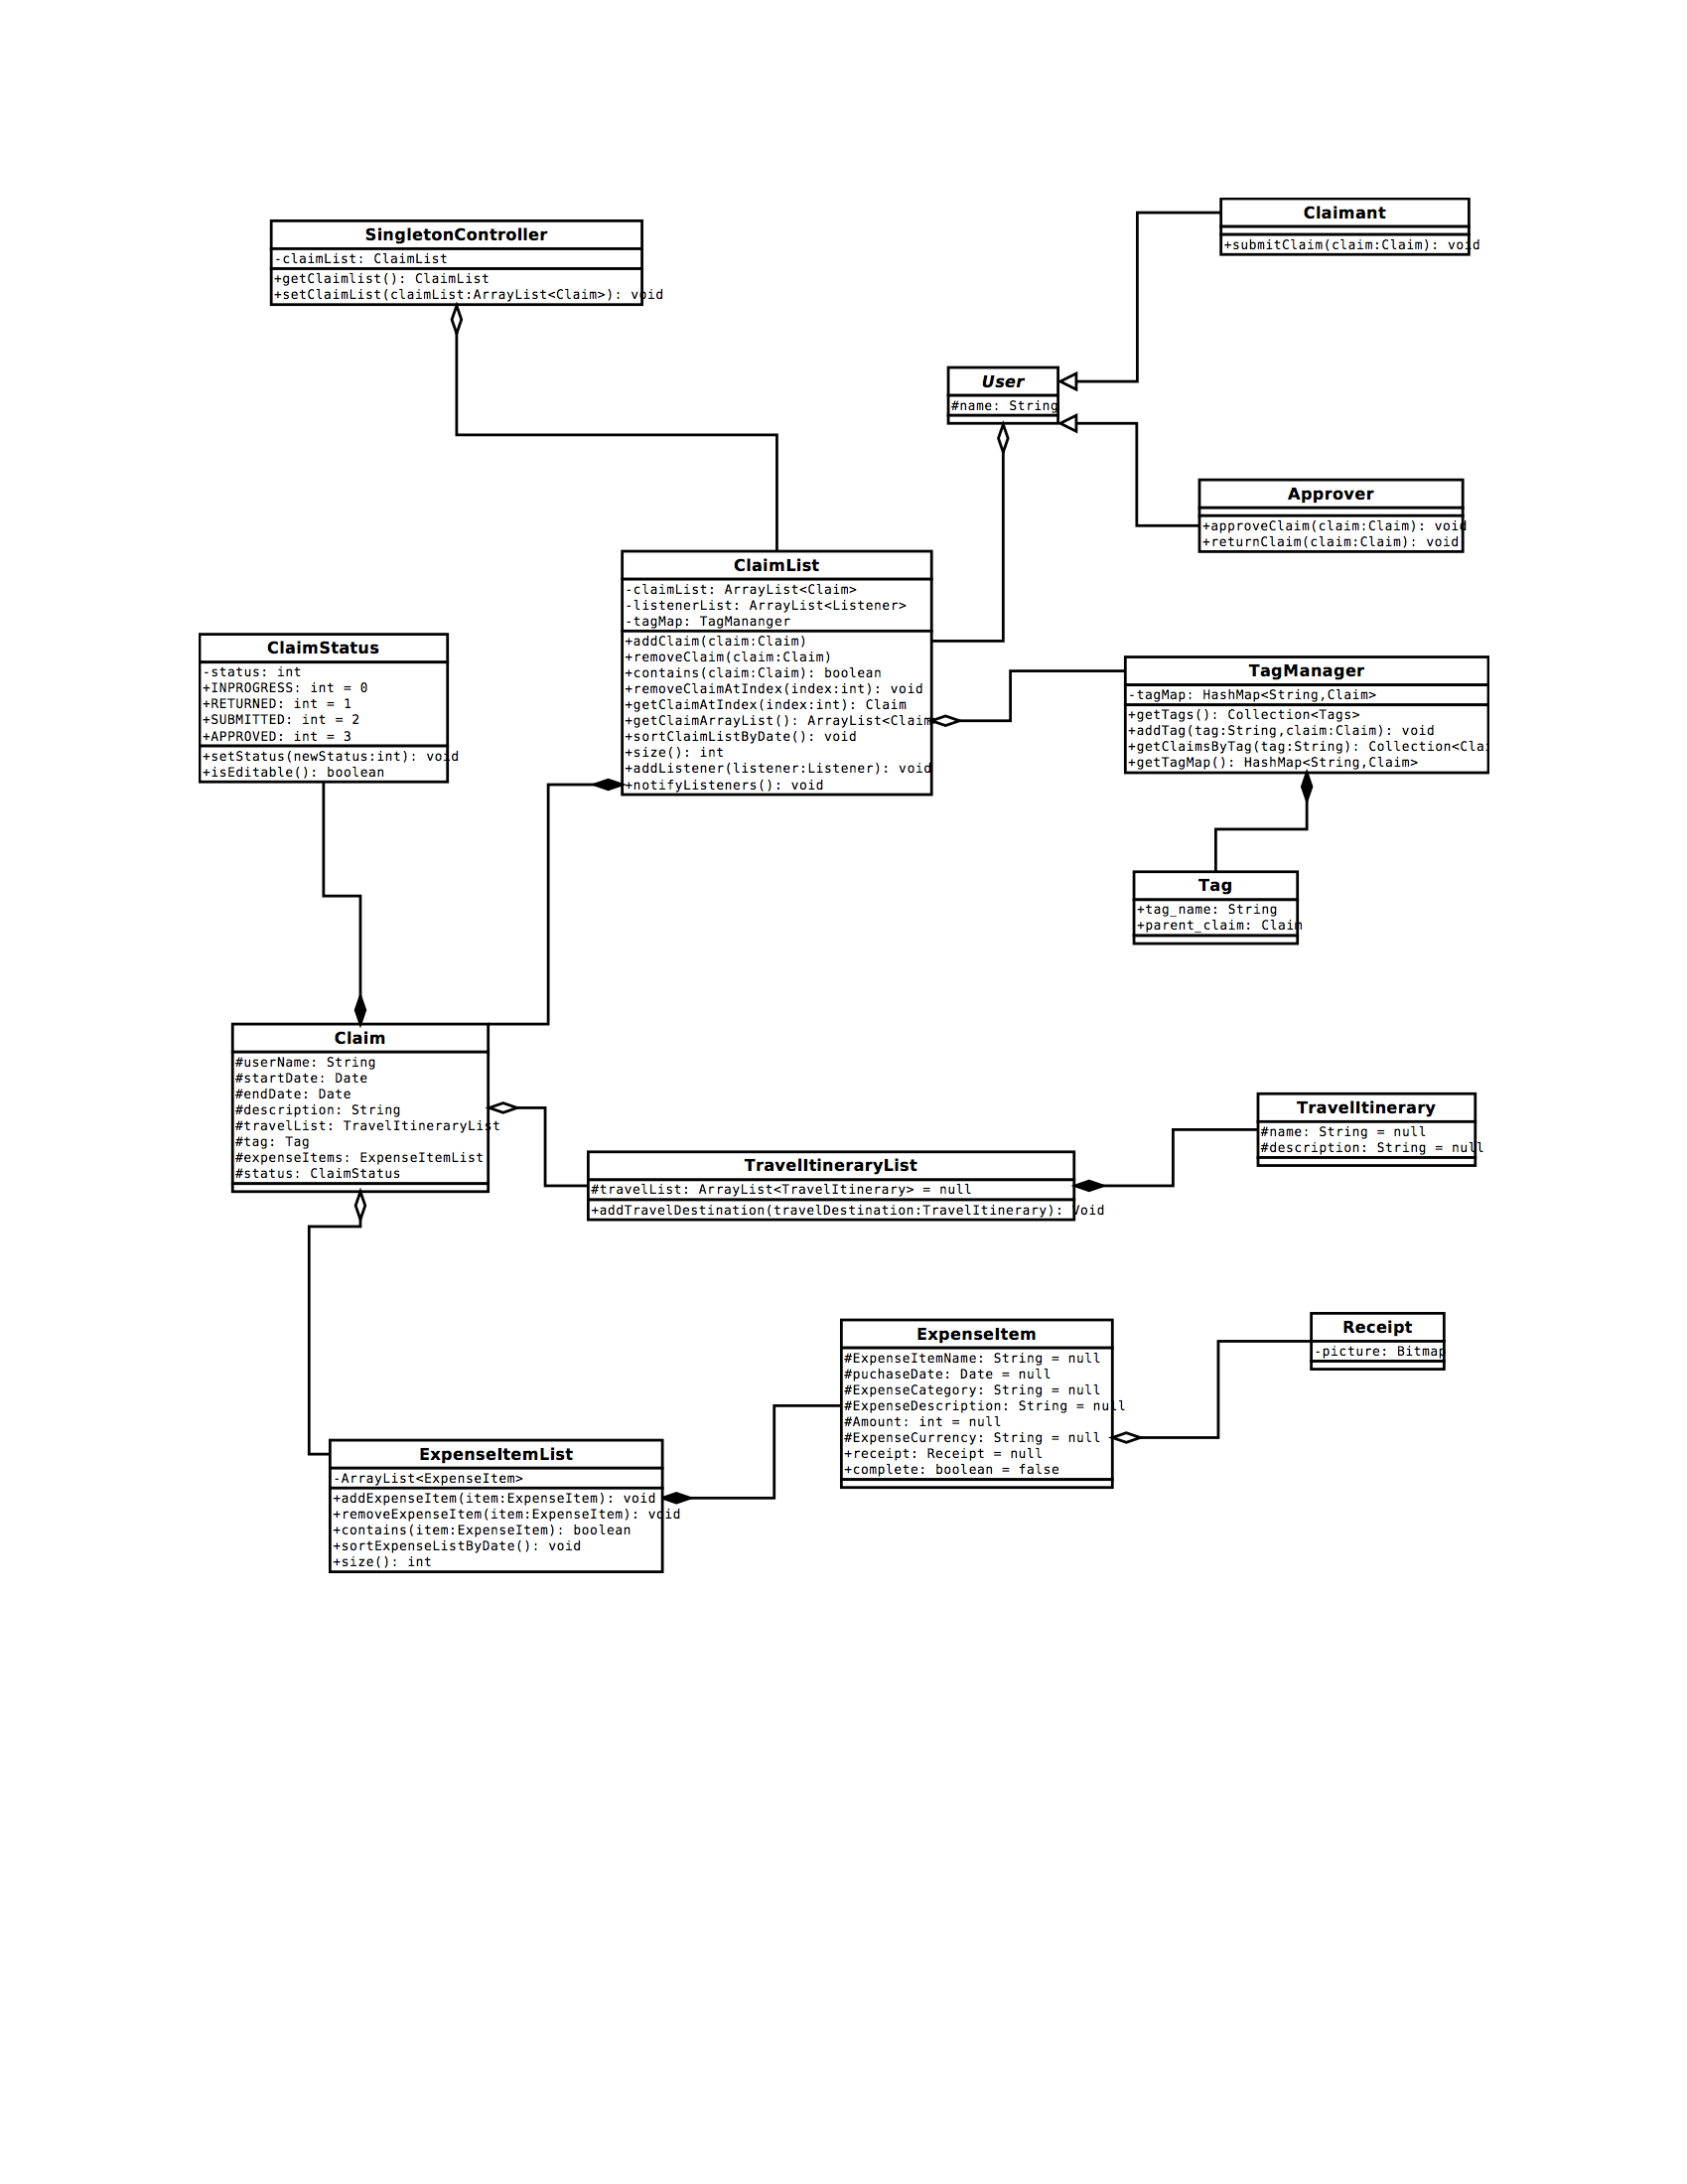 SingletonController
-claimList: ClaimList
+getClaimlist(): ClaimList
+setClaimList(claimList:ArrayList<Claim>): void
Claimant
+submitClaim(claim:Claim): void
User
#name: String
Approver
+approveClaim(claim:Claim): void
+returnClaim(claim:Claim): void
ClaimList
-claimList: ArrayList<Claim>
-listenerList: ArrayList<Listener>
-tagMap: TagMananger
+addClaim(claim:Claim)
+removeClaim(claim:Claim)
+contains(claim:Claim): boolean
+removeClaimAtIndex(index:int): void
+getClaimAtIndex(index:int): Claim
+getClaimArrayList(): ArrayList<Claim
+sortClaimListByDate(): void
+size(): int
+addListener(listener:Listener): void
+notifyListeners(): void
ClaimStatus
-status: int
+INPROGRESS: int = 0
+RETURNED: int = 1
+SUBMITTED: int = 2
+APPROVED: int = 3
+setStatus(newStatus:int): void
+isEditable(): boolean
TagManager
-tagMap: HashMap<String,Claim>
+getTags(): Collection<Tags>
+addTag(tag:String,claim:Claim): void
+getClaimsByTag(tag:String): Collection<Clai
+getTagMap(): HashMap<String,Claim>
Tag
+tag_name: String
+parent_claim: Claim
Claim
#userName: String
#startDate: Date
#endDate: Date
#description: String
#travelList: TravelItineraryList
#tag: Tag
#expenseItems: ExpenseItemList
#status: ClaimStatus
TravelItinerary
#name: String = null
#description: String = null
TravelItineraryList
#travelList: ArrayList<TravelItinerary> = null
+addTravelDestination(travelDestination:TravelItinerary): Void
ExpenseItem
#ExpenseItemName: String = null
#puchaseDate: Date = null
#ExpenseCategory: String = null
#ExpenseDescription: String = null
#Amount: int = null
#ExpenseCurrency: String = null
+receipt: Receipt = null
+complete: boolean = false
Receipt
-picture: Bitmap
ExpenseItemList
-ArrayList<ExpenseItem>
+addExpenseItem(item:ExpenseItem): void
+removeExpenseItem(item:ExpenseItem): void
+contains(item:ExpenseItem): boolean
+sortExpenseListByDate(): void
+size(): int